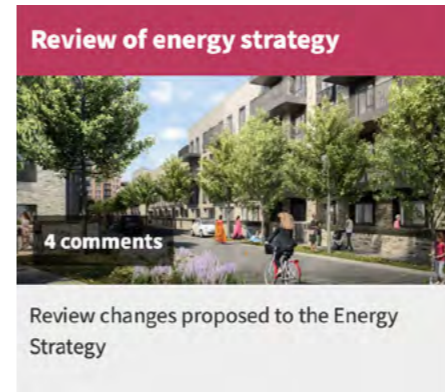 Review of energy strategy
4 comments
Review changes proposed to the Energy
Strategy